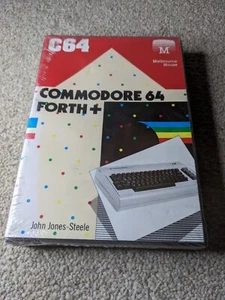 C64
M
Melbourne
House
COMMODORE 64
FORTH+
John Jones-Steele